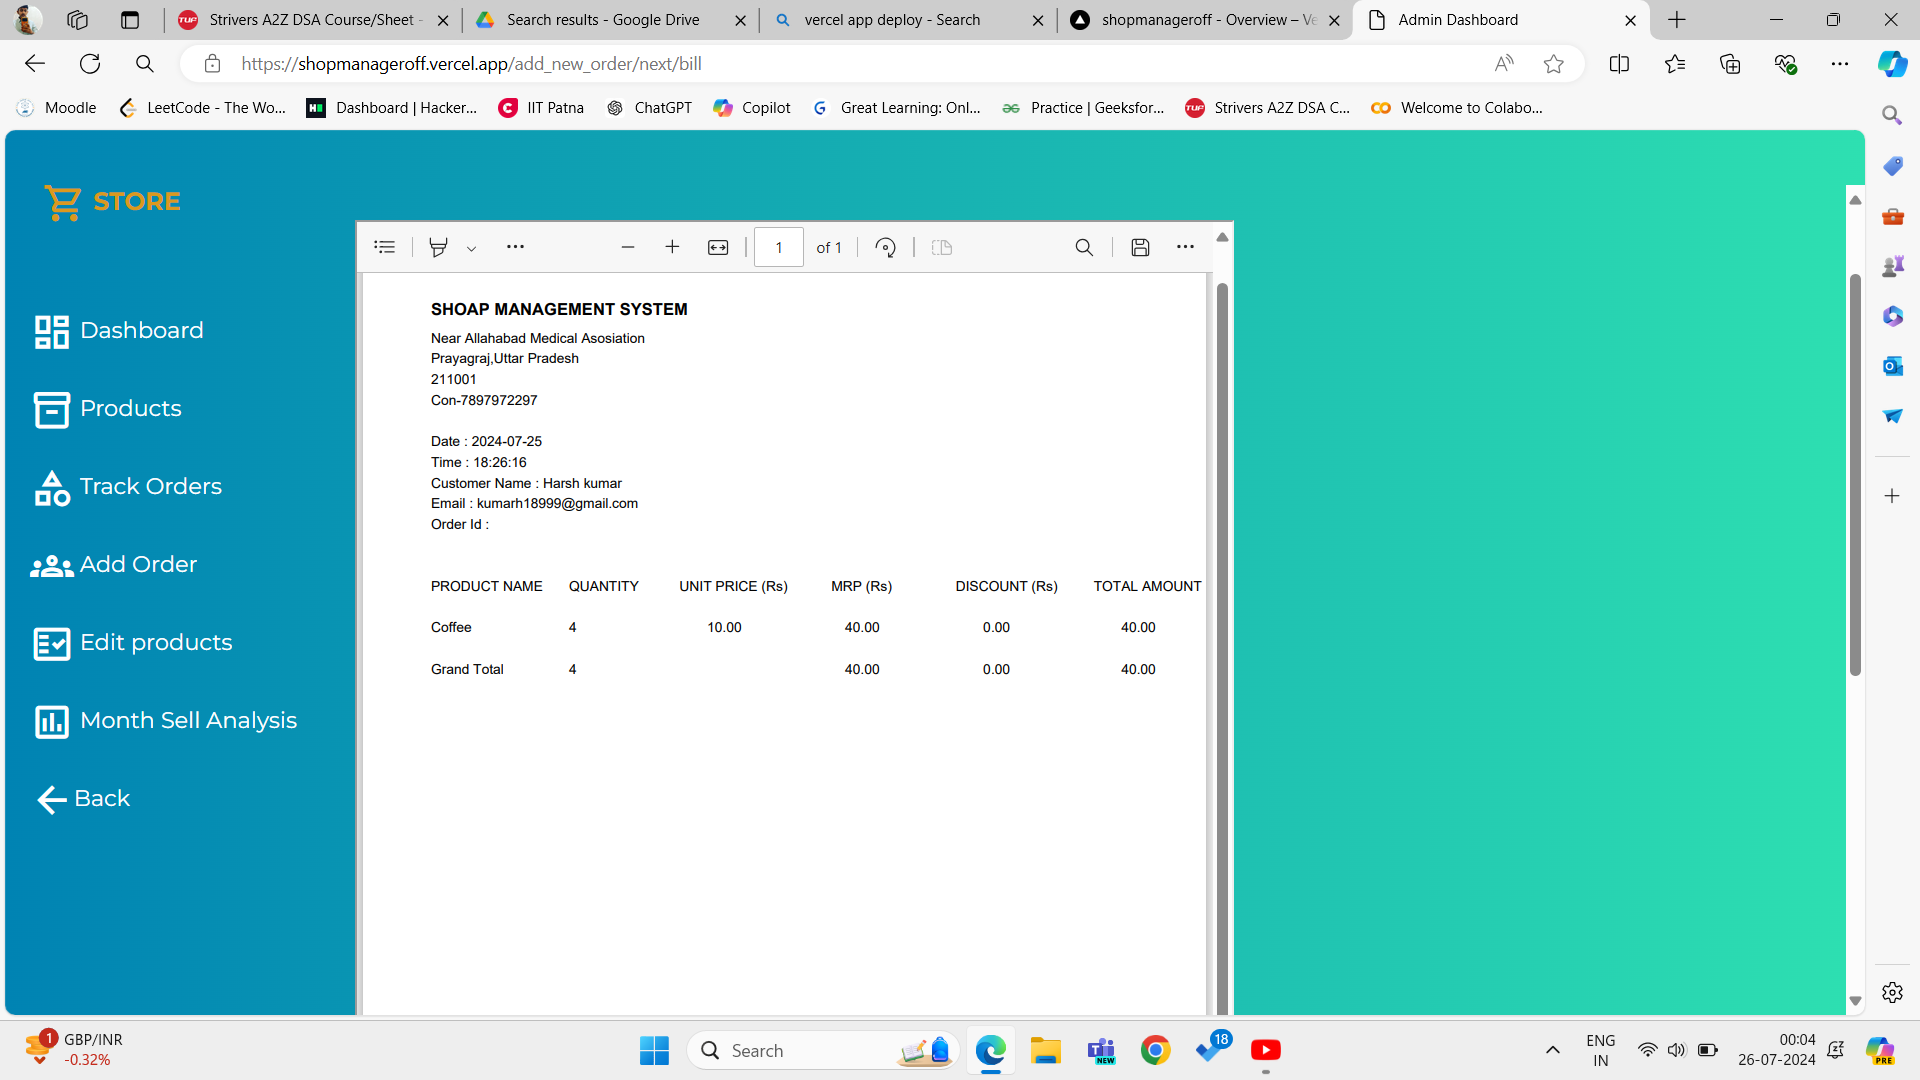 Strivers A2Z DSA Course/Sheet -
Search results - Google Drive
vercel app deploy - Search
shopmanageroff - Overview – Ve
Admin Dashboard
https://shopmanageroff.vercel.app/add_new_order/next/bill
Moodle
LeetCode - The Wo...
Dashboard | Hacker...
IIT Patna
ChatGPT
Copilot
Great Learning: Onl...
Practice | Geeksfor...
Strivers A2Z DSA C...
Welcome to Colabo...
STORE
Dashboard
Products
Track Orders
Add Order
Edit products
Month Sell Analysis
Back
1 of 1
SHOAP MANAGEMENT SYSTEM
Near Allahabad Medical Asosiation
Prayagraj,Uttar Pradesh
211001
Con-7897972297
Date : 2024-07-25
Time : 18:26:16
Customer Name : Harsh kumar
Email : kumarh18999@gmail.com
Order Id :
PRODUCT NAME QUANTITY UNIT PRICE (Rs) MRP (Rs) DISCOUNT (Rs) TOTAL AMOUNT
Coffee 4 10.00 40.00 0.00 40.00
Grand Total 4 40.00 0.00 40.00
1
GBP/INR
-0.32%
Search
NEW
18
ENG
IN
00:04
26-07-2024
PRE